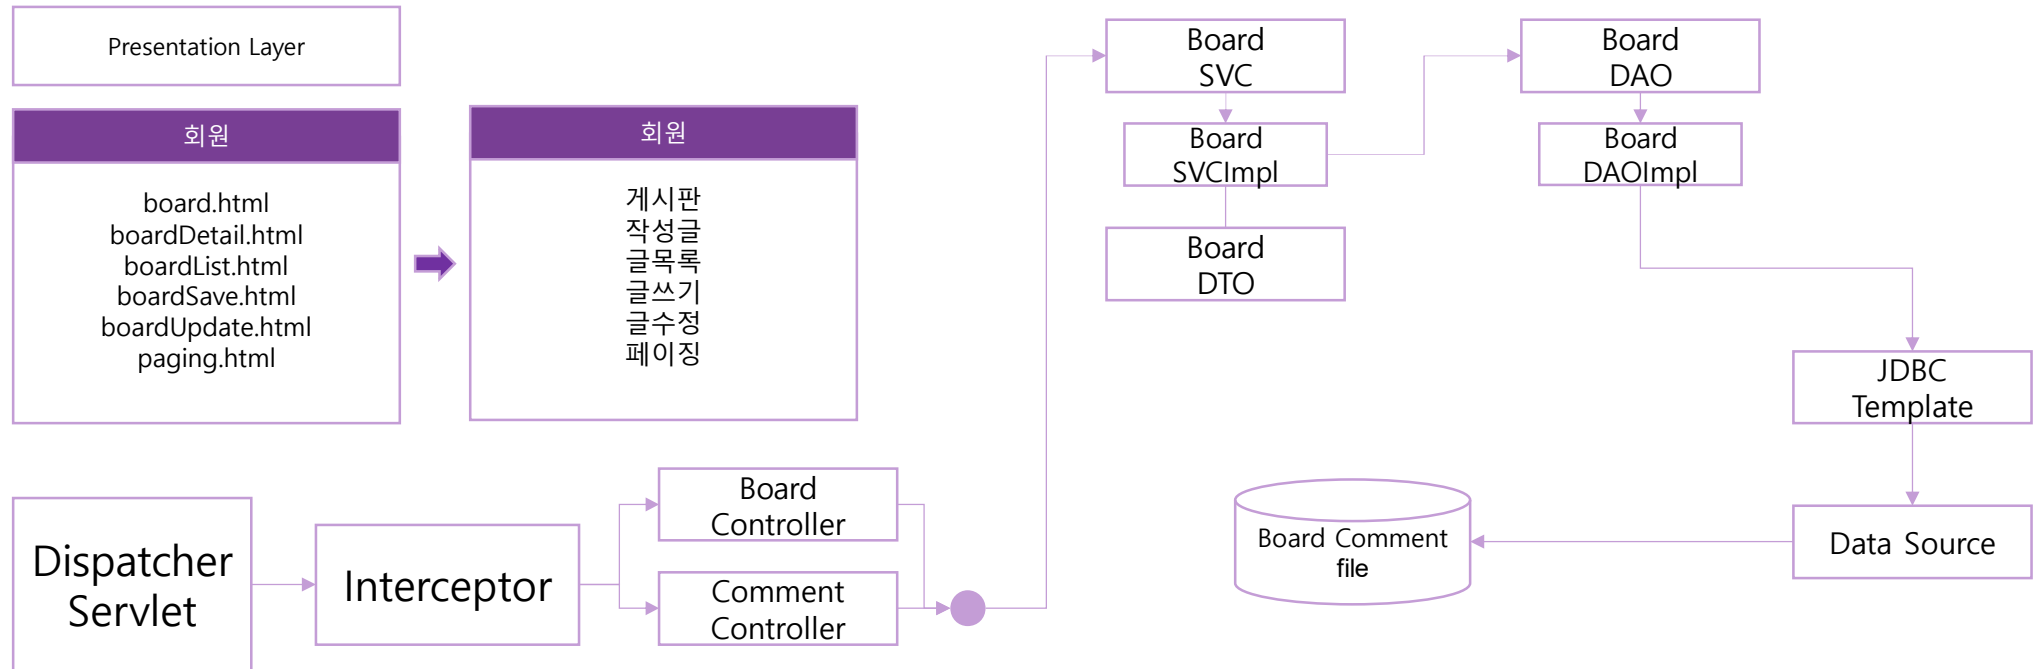 Presentation Layer
회원
board.html
boardDetail.html
boardList.html
boardSave.html
boardUpdate.html
paging.html
회원
게시판
작성글
글목록
글쓰기
글수정
페이징
Board
SVC
Board
SVCImpl
Board
DTO
Board
DAO
Board
DAOImpl
JDBC
Template
Data Source
Board Comment
file
Dispatcher
Servlet
Interceptor
Board
Controller
Comment
Controller